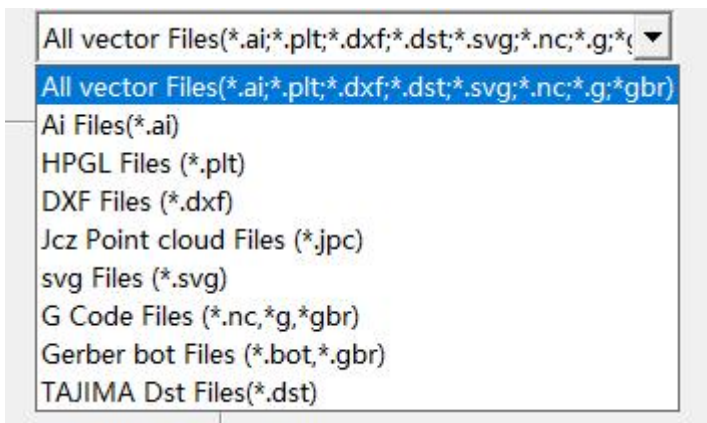 All vector Files(*.ai;*.plt;*.dxf;*.dst;*.svg;*.nc;*.g;*
All vector Files(*.ai;*.plt;*.dxf;*.dst;*.svg;*.nc;*.g;*gbr)
Ai Files(*.ai)
HPGL Files (*.plt)
DXF Files (*.dxf)
Jcz Point cloud Files (*.jpc)
svg Files (*.svg)
G Code Files (*.nc,*g,*gbr)
Gerber bot Files (*.bot,*.gbr)
TAJIMA Dst Files(*.dst)